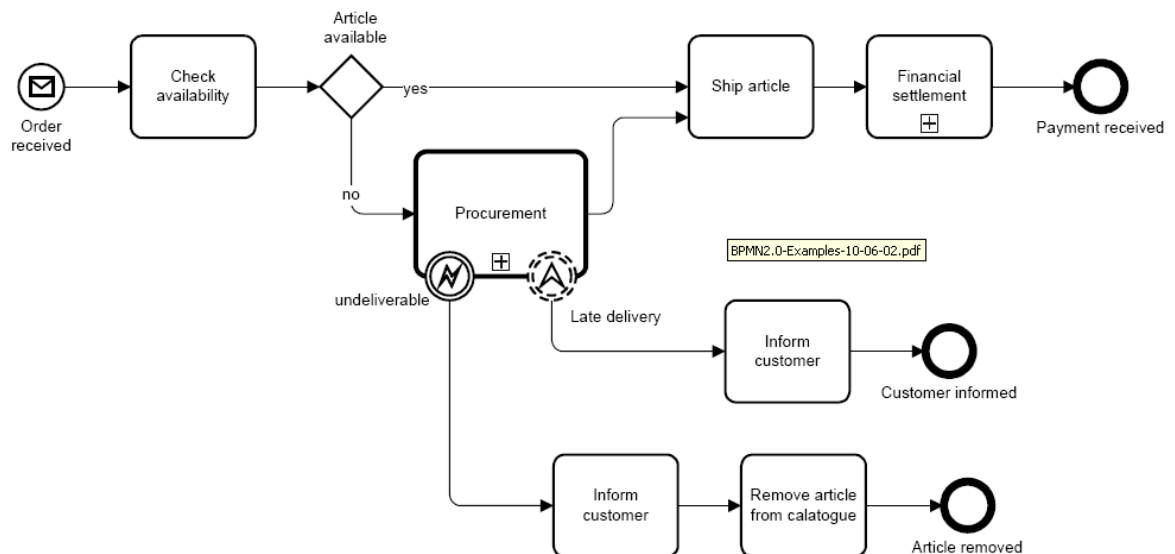 Article
available
Check
availability
Ship article
Financial
settlement
Order
received
yes
Payment received
no
Procurement
BPMN2.0-Examples-10-06-02.pdf
undeliverable
Late delivery
Inform
customer
Customer informed
Inform
customer
Remove article
from calatogue
Article removed